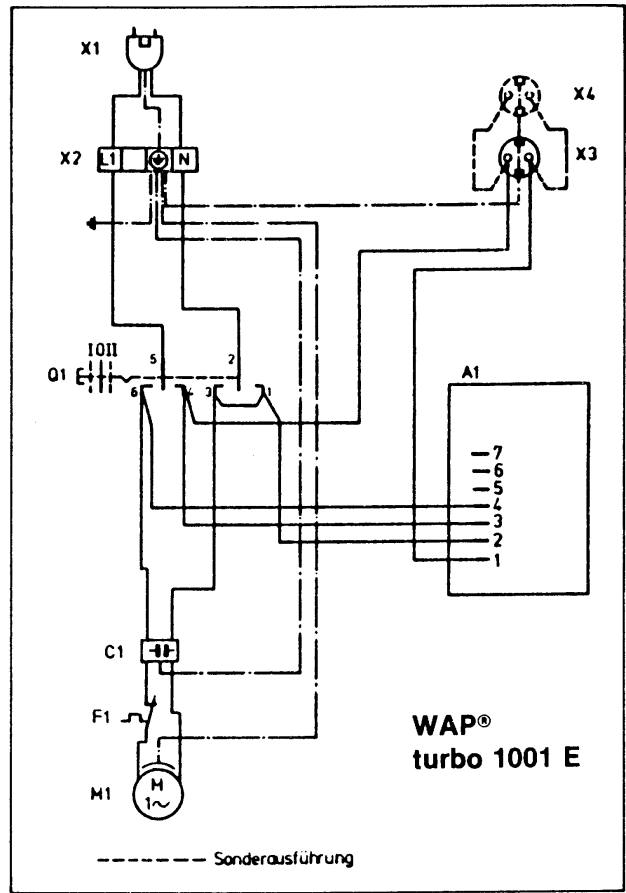 X1
X4
X2 L1 N
X3
I O II
5 2
Q1
6 4 3 1
A1
7
6
5
4
3
2
1
C1
F1
WAP®
turbo 1001 E
M1
M
1~
Sonderausführung